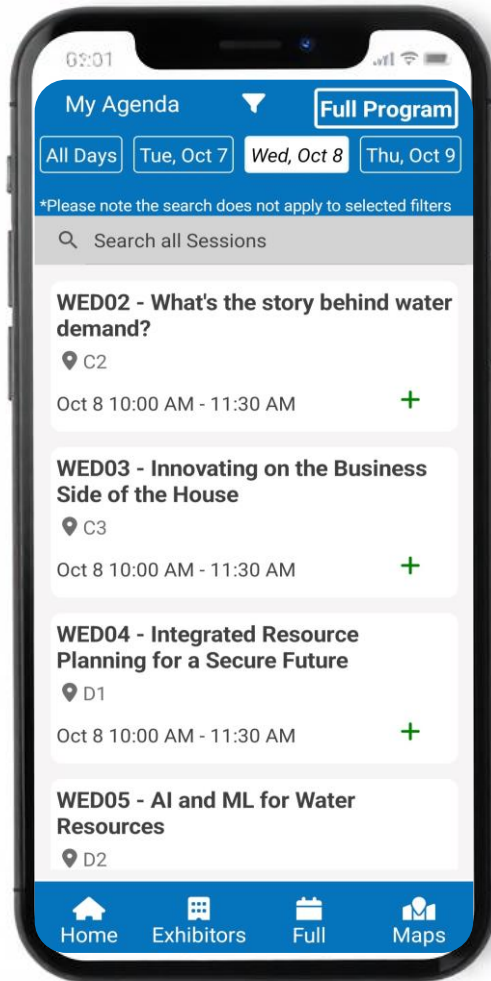 02:01
My Agenda
Full Program
All Days
Tue, Oct 7
Wed, Oct 8
Thu, Oct 9
*Please note the search does not apply to selected filters
Search all Sessions
WED02 - What's the story behind water
demand?
C2
Oct 8 10:00 AM - 11:30 AM
+
WED03 - Innovating on the Business
Side of the House
C3
Oct 8 10:00 AM - 11:30 AM
+
WED04 - Integrated Resource
Planning for a Secure Future
D1
Oct 8 10:00 AM - 11:30 AM
+
WED05 - AI and ML for Water
Resources
D2
Home
Exhibitors
Full
Maps